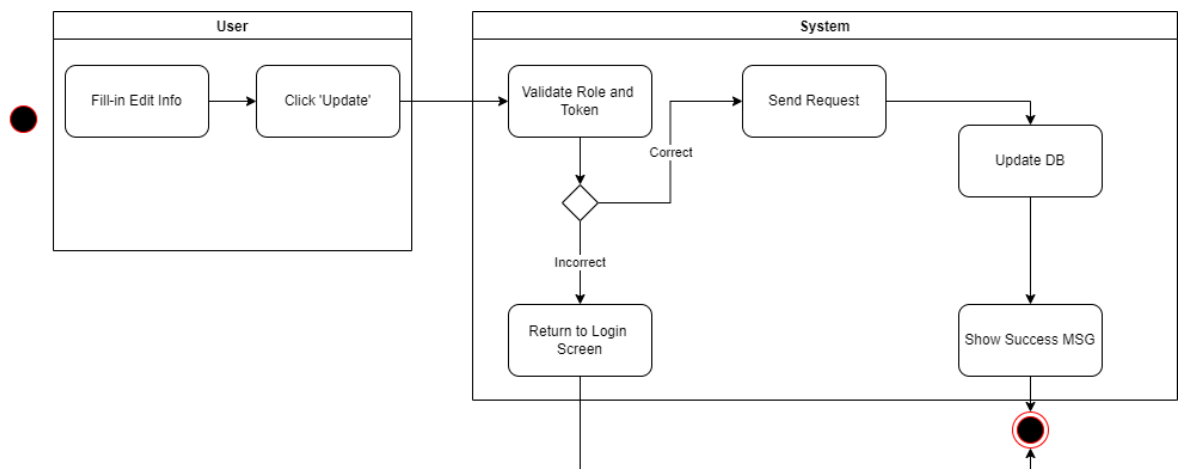 User
System
Fill-in Edit Info
Click 'Update'
Validate Role and
Token
Send Request
Correct
Update DB
Incorrect
Return to Login
Screen
Show Success MSG